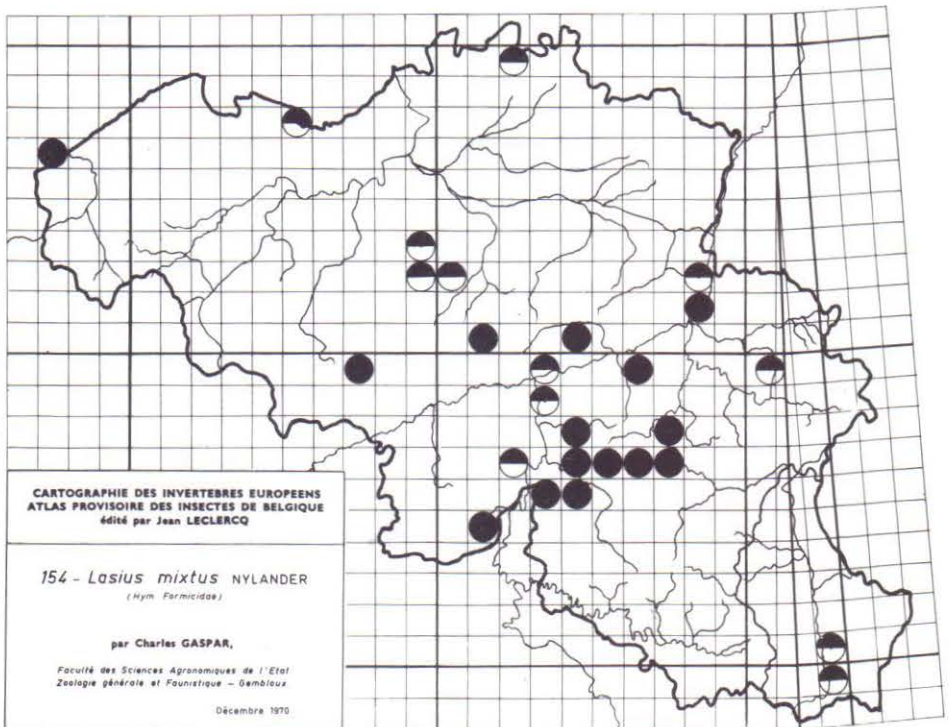 CARTOGRAPHIE DES INVERTEBRES EUROPEENS
ATLAS PROVISOIRE DES INSECTES DE BELGIQUE
édité par Jean LECLERCQ
154 - Lasius mixtus NYLANDER
(Hym Formicidae)
par Charles GASPAR,
Faculté des Sciences Agronomiques de l'Etat
Zoologie générale et Faunistique - Gembloux
Décembre 1970